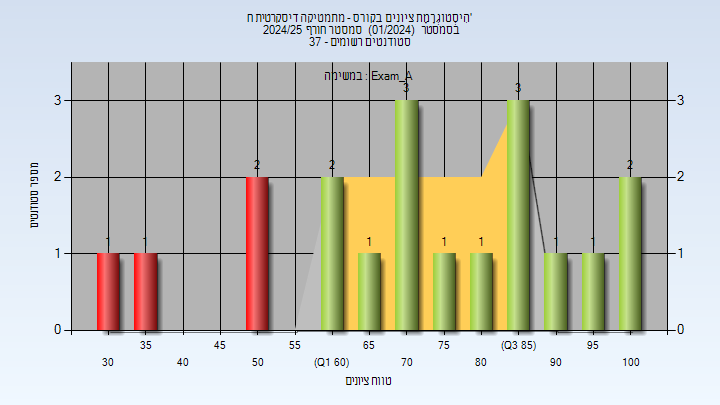 היסטוגרמת ציונים בקורס - מתמטיקה דיסקרטית ח'
בסמסטר (01/2024) סמסטר חורף 2024/25
סטודנטים רשומים - 37
במשימה : Exam_A
מספר סטודנטים
3 3
2 2
1 1
0 0
1 1 2 2 1 3 1 1 3 1 1 2
35 45 55 65 75 (Q3 85) 95
30 40 50 (Q1 60) 70 80 90 100
טווח ציונים